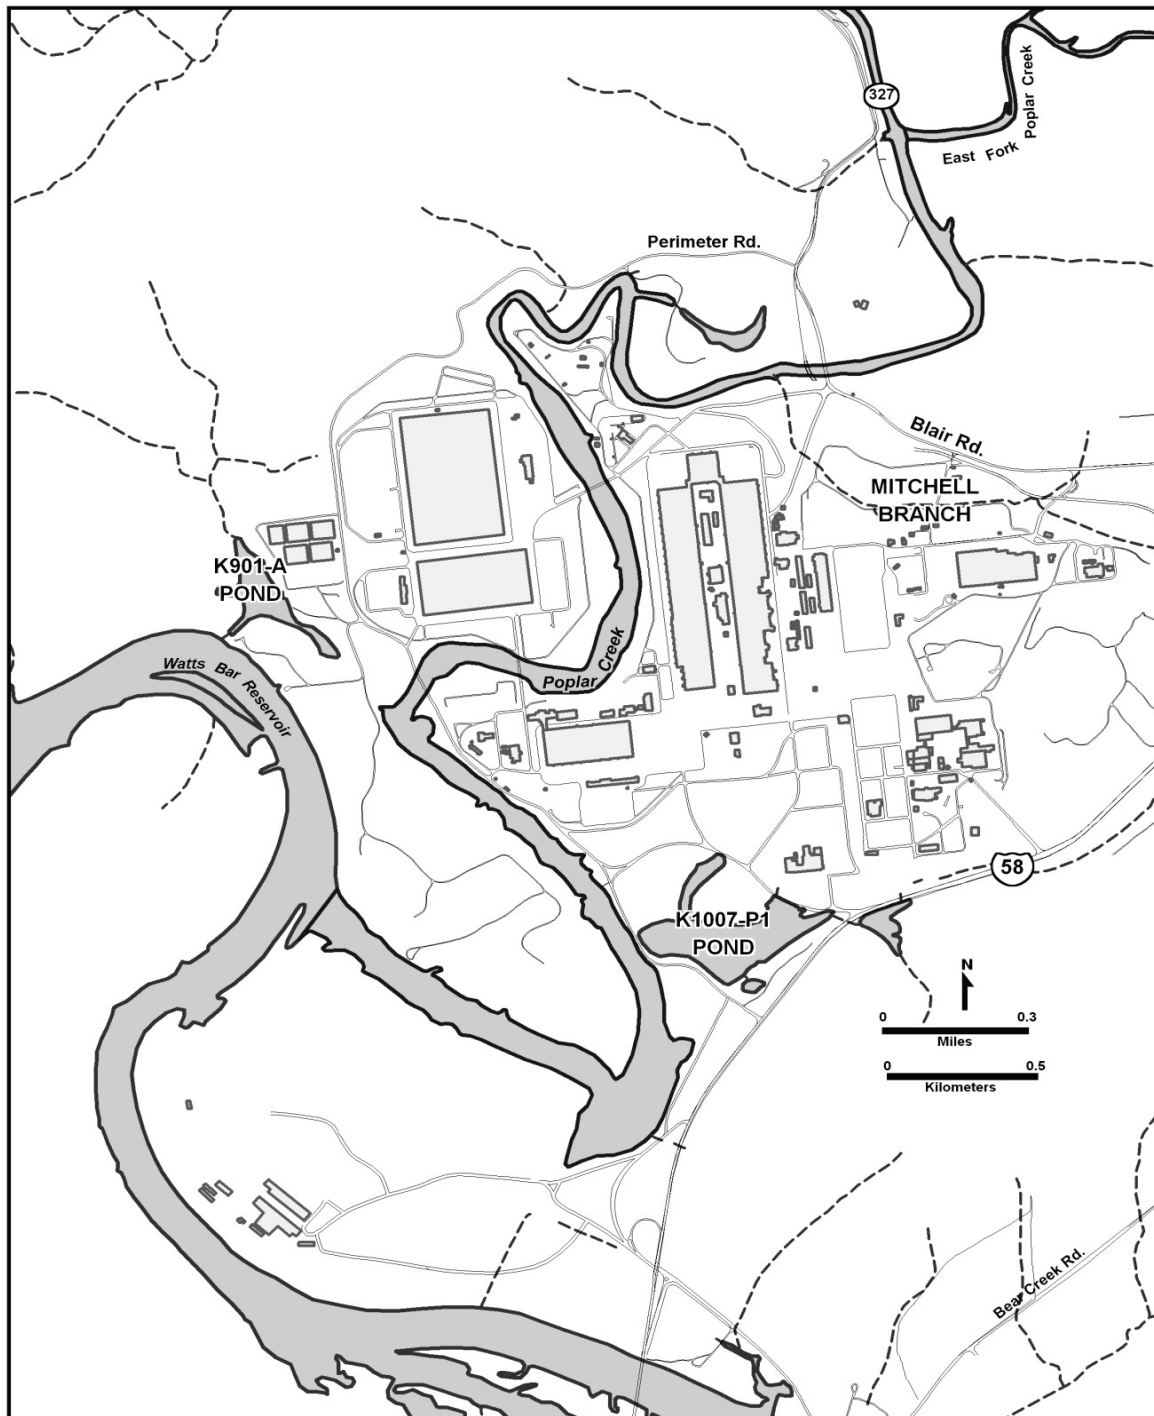 327
East Fork Poplar Creek
Perimeter Rd.
Blair Rd.
MITCHELL
BRANCH
K901-A
POND
Watts Bar Reservoir
Poplar Creek
58
K1007-P1
POND
N
0 0.3
Miles
0 0.5
Kilometers
Bear Creek Rd.